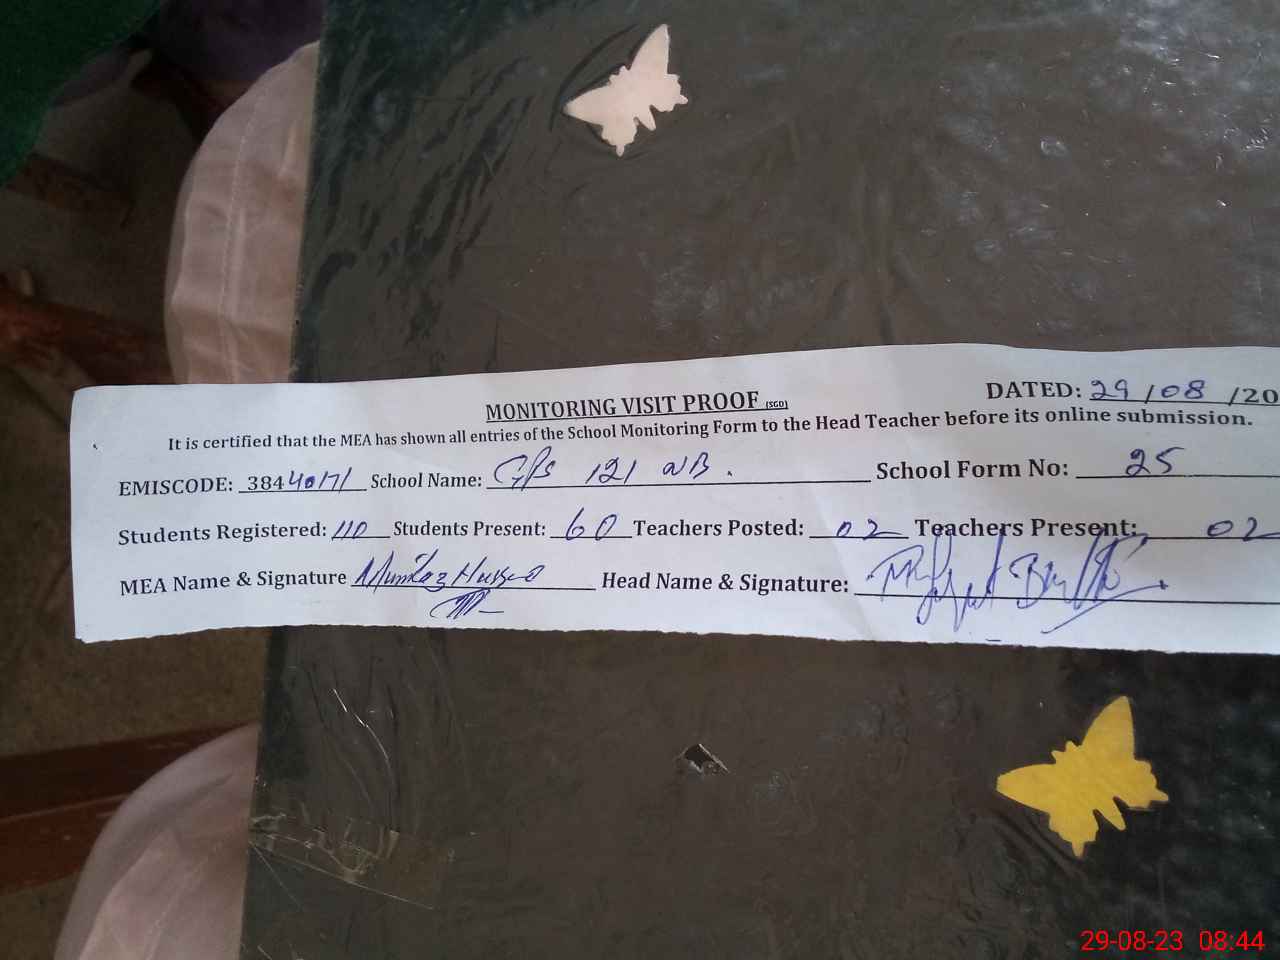 DATED: 29/08/20
MONITORING VISIT PROOF (SGD)
It is certified that the MEA has shown all entries of the School Monitoring Form to the Head Teacher before its online submission.
EMISCODE: 38440171 School Name: GPS 121 NB. School Form No: 25
Students Registered: 110 Students Present: 60 Teachers Posted: 02 Teachers Present: 02
MEA Name & Signature Mumtaz Head Name & Signature:
29-08-23 08:44